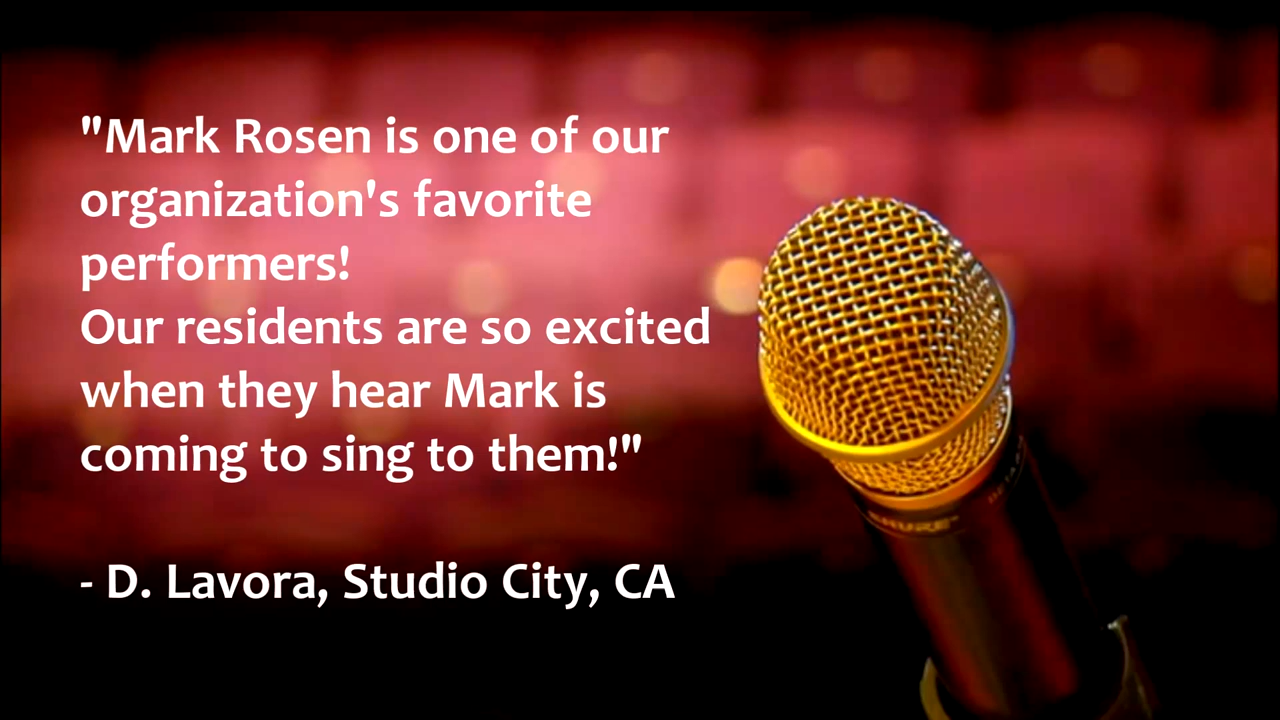 "Mark Rosen is one of our
organization's favorite
performers!
Our residents are so excited
when they hear Mark is
coming to sing to them!"
- D. Lavora, Studio City, CA
SHURE